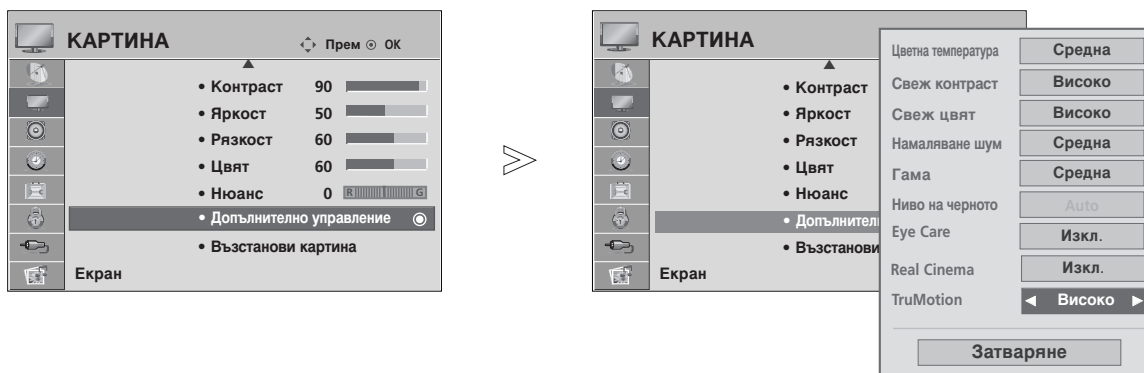 КАРТИНА
Прем ОК
• Контраст 90
• Яркост 50
• Рязкост 60
• Цвят 60
• Нюанс 0 R G
• Допълнително управление
• Възстанови картина
Екран
КАРТИНА
• Контраст
• Яркост
• Рязкост
• Цвят
• Нюанс
• Допълнителн
• Възстанови
Екран
Цветна температура Средна
Свеж контраст Високо
Свеж цвят Високо
Намаляване шум Средна
Гама Средна
Ниво на черното Auto
Eye Care Изкл.
Real Cinema Изкл.
TruMotion Високо
Затваряне